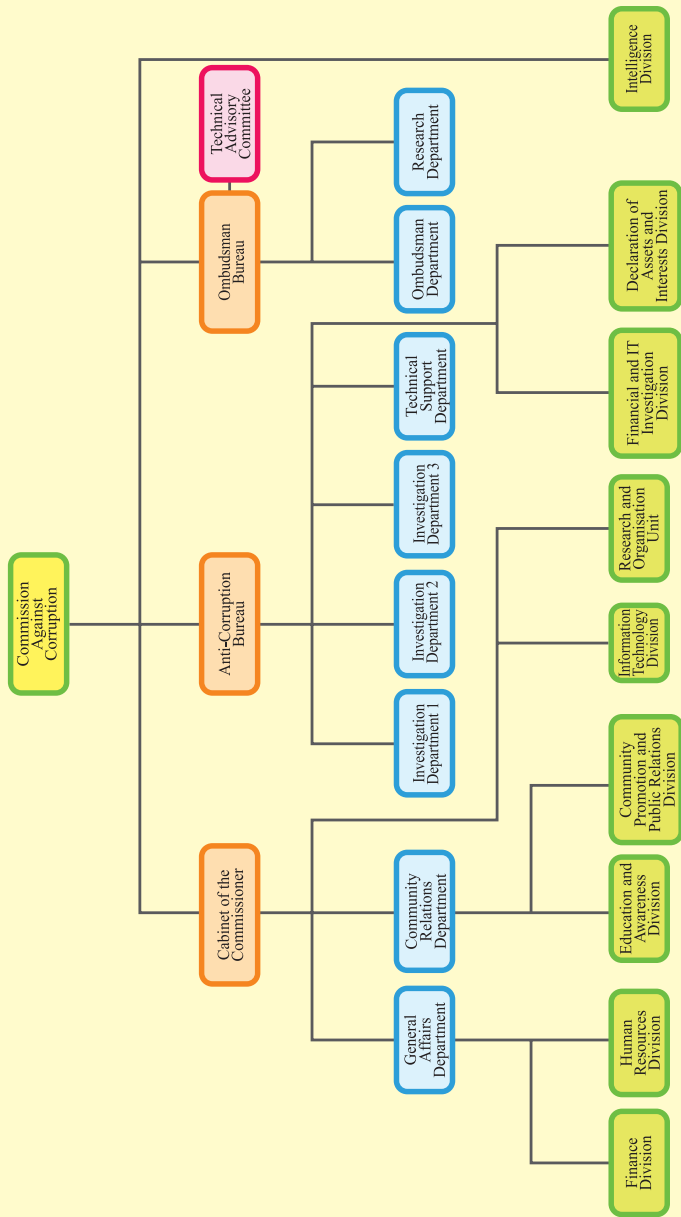 Commission
Against
Corruption
Cabinet of the
Commissioner
Anti-Corruption
Bureau
Ombudsman
Bureau
Technical
Advisory
Committee
General
Affairs
Department
Community
Relations
Department
Investigation
Department 1
Investigation
Department 2
Investigation
Department 3
Technical
Support
Department
Ombudsman
Department
Research
Department
Finance
Division
Human
Resources
Division
Education and
Awareness
Division
Community
Promotion and
Public Relations
Division
Information
Technology
Division
Research and
Organisation
Unit
Financial and IT
Investigation
Division
Declaration of
Assets and
Interests Division
Intelligence
Division